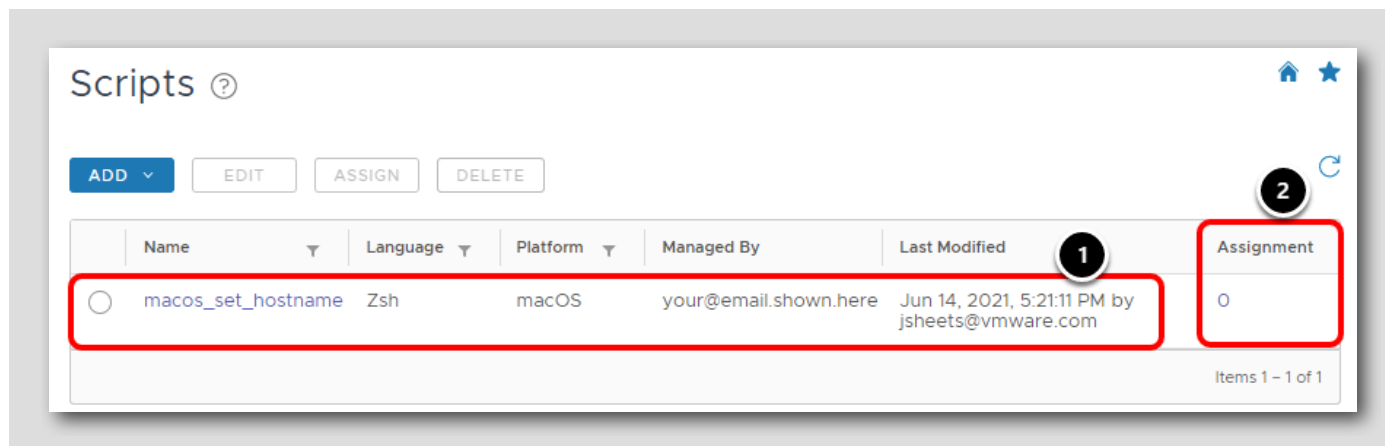 Scripts ?
ADD EDIT ASSIGN DELETE
2
Name Language Platform Managed By Last Modified Assignment
1
macos_set_hostname Zsh macOS your@email.shown.here Jun 14, 2021, 5:21:11 PM by 0
jsheets@vmware.com
Items 1 – 1 of 1